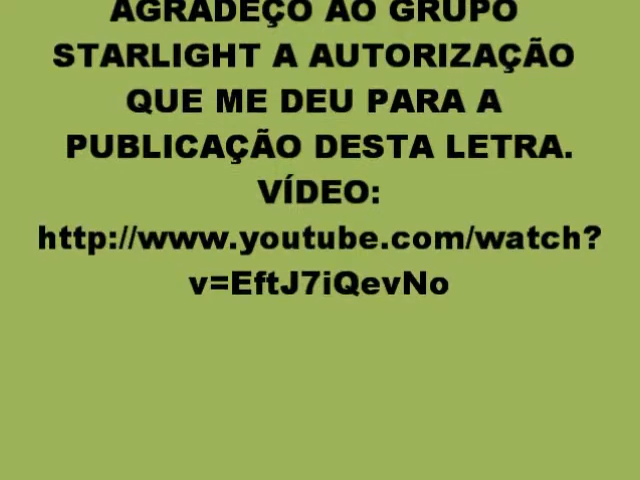 AGRADEÇO AO GRUPO
STARLIGHT A AUTORIZAÇÃO
QUE ME DEU PARA A
PUBLICAÇÃO DESTA LETRA.
VÍDEO:
http://www.youtube.com/watch?
v=EftJ7iQevNo